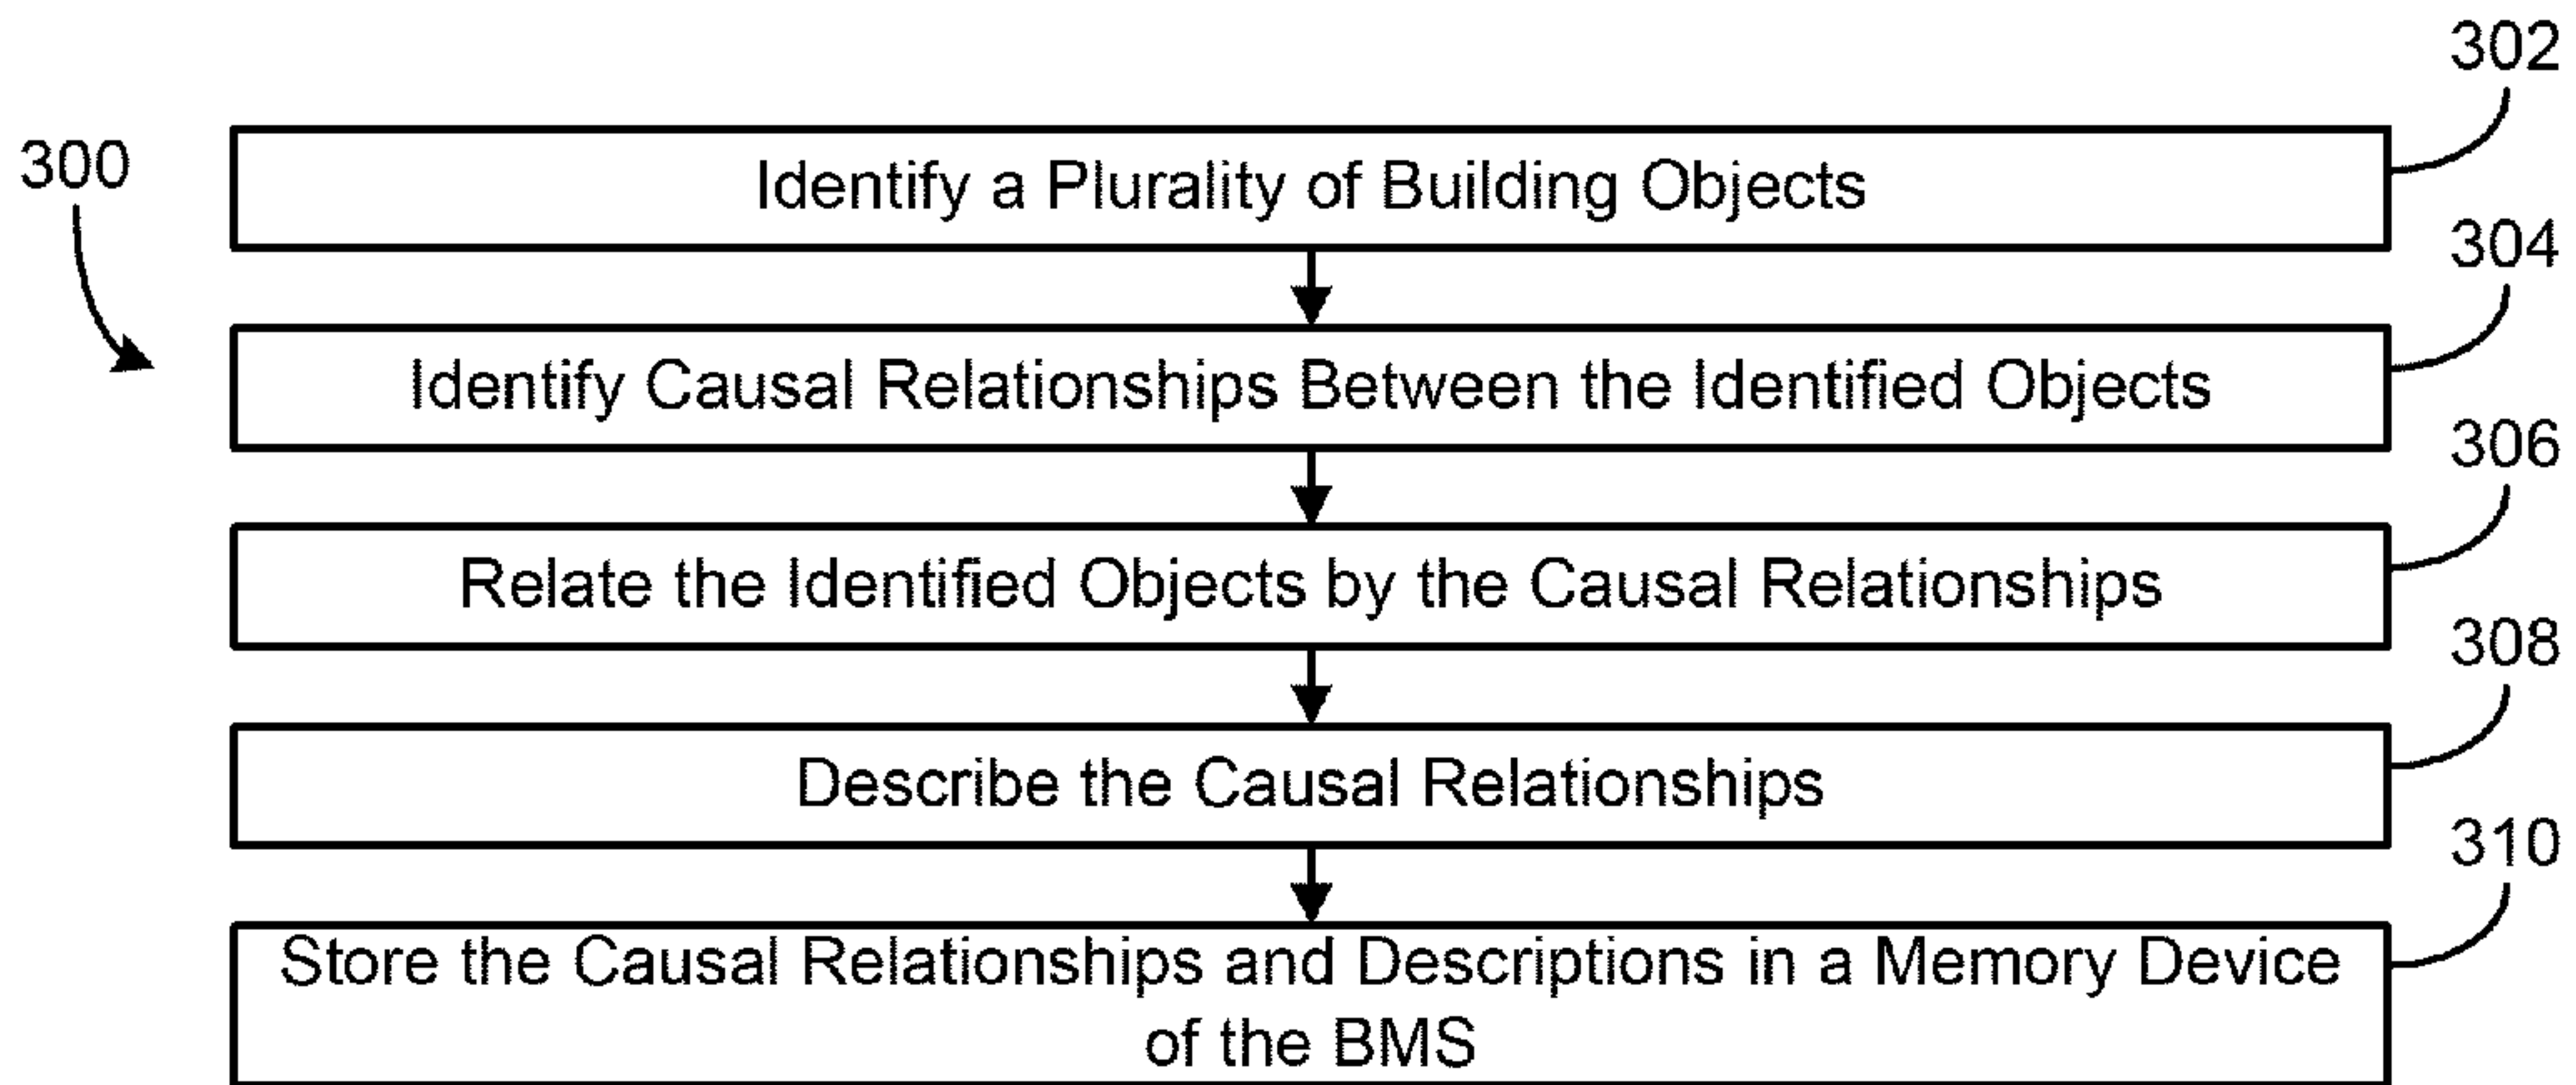 302
300
Identify a Plurality of Building Objects
304
Identify Causal Relationships Between the Identified Objects
306
Relate the Identified Objects by the Causal Relationships
308
Describe the Causal Relationships
310
Store the Causal Relationships and Descriptions in a Memory Device
of the BMS